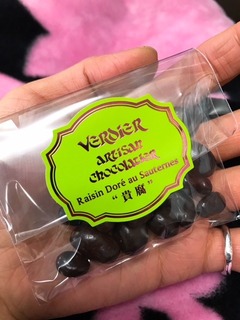 VERDIER
ARTISAN
CHOCOLATIER
Raisin Doré au Sauternes
“貴腐”